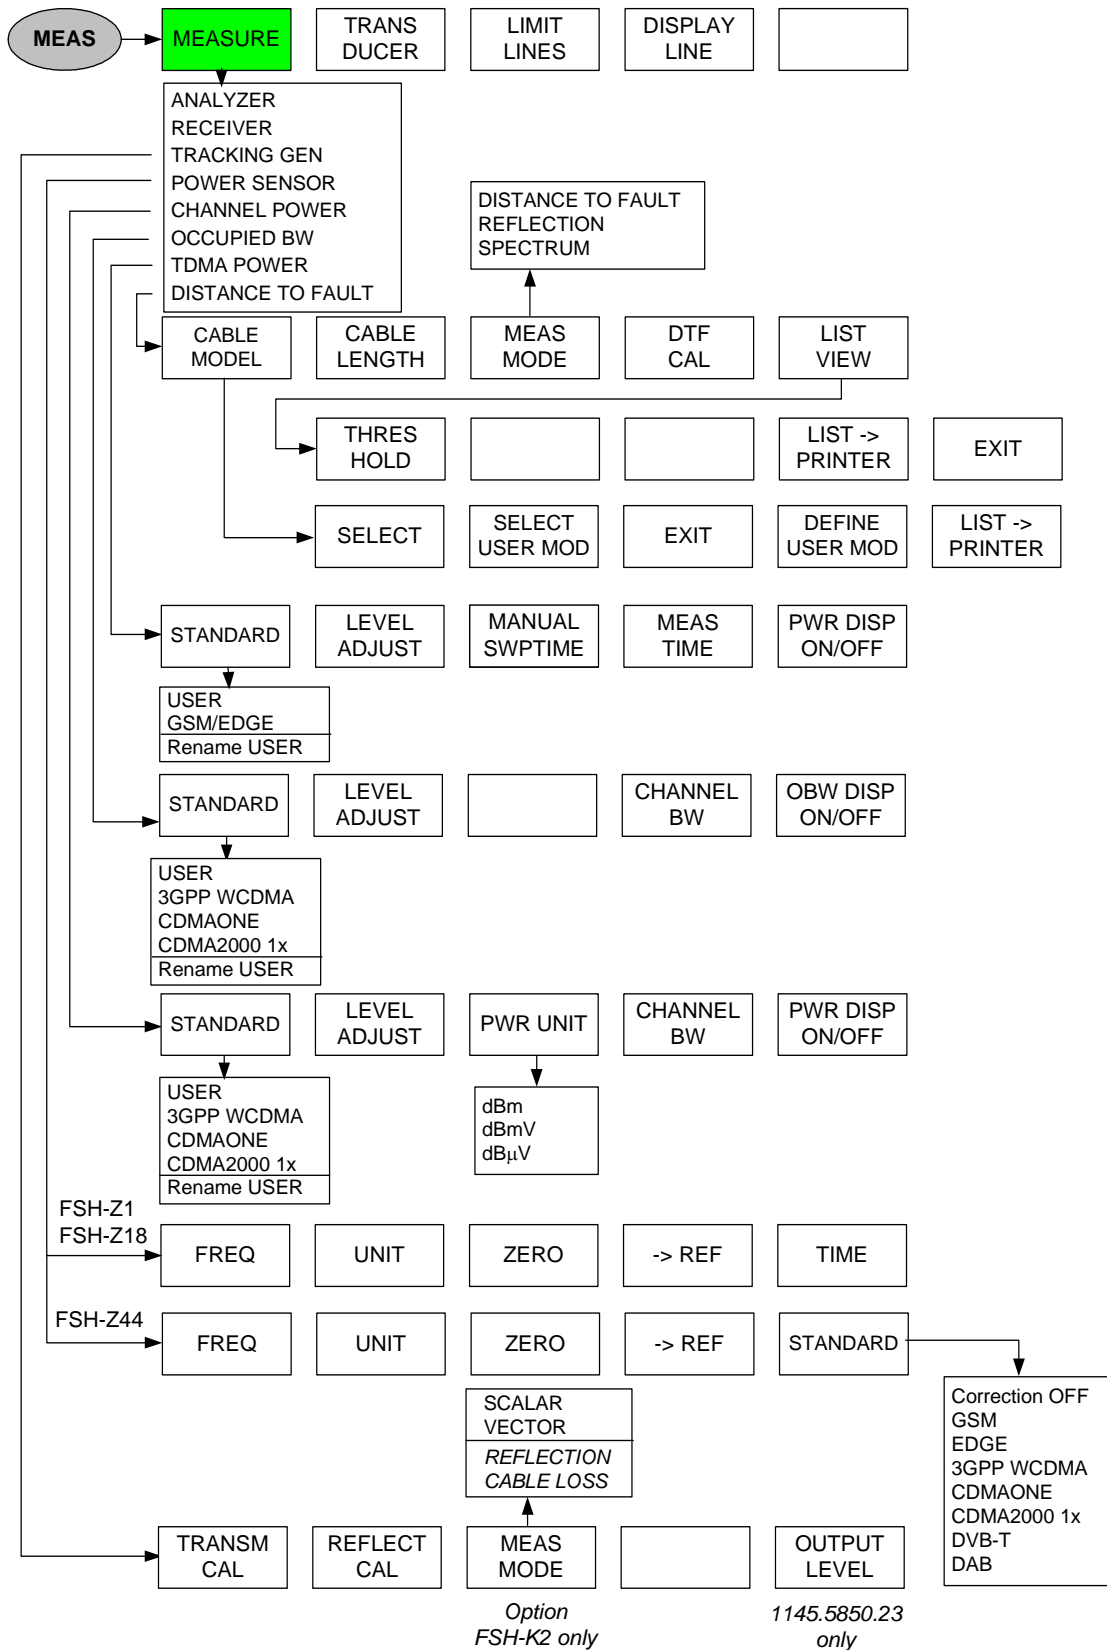 MEAS
MEASURE
TRANS
DUCER
LIMIT
LINES
DISPLAY
LINE
ANALYZER
RECEIVER
TRACKING GEN
POWER SENSOR
CHANNEL POWER
OCCUPIED BW
TDMA POWER
DISTANCE TO FAULT
DISTANCE TO FAULT
REFLECTION
SPECTRUM
CABLE
MODEL
CABLE
LENGTH
MEAS
MODE
DTF
CAL
LIST
VIEW
THRES
HOLD
LIST ->
PRINTER
EXIT
SELECT
SELECT
USER MOD
EXIT
DEFINE
USER MOD
LIST ->
PRINTER
STANDARD
LEVEL
ADJUST
MANUAL
SWPTIME
MEAS
TIME
PWR DISP
ON/OFF
USER
GSM/EDGE
Rename USER
STANDARD
LEVEL
ADJUST
CHANNEL
BW
OBW DISP
ON/OFF
USER
3GPP WCDMA
CDMAONE
CDMA2000 1x
Rename USER
STANDARD
LEVEL
ADJUST
PWR UNIT
CHANNEL
BW
PWR DISP
ON/OFF
USER
3GPP WCDMA
CDMAONE
CDMA2000 1x
Rename USER
dBm
dBmV
dBµV
FSH-Z1
FSH-Z18
FREQ
UNIT
ZERO
-> REF
TIME
FSH-Z44
FREQ
UNIT
ZERO
-> REF
STANDARD
Correction OFF
GSM
EDGE
3GPP WCDMA
CDMAONE
CDMA2000 1x
DVB-T
DAB
SCALAR
VECTOR
REFLECTION
CABLE LOSS
TRANSM
CAL
REFLECT
CAL
MEAS
MODE
OUTPUT
LEVEL
Option
FSH-K2 only
1145.5850.23
only